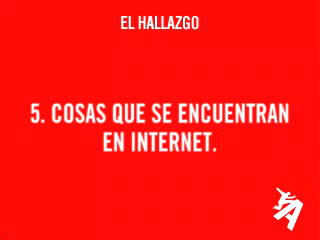 EL HALLAZGO
5. COSAS QUE SE ENCUENTRAN
EN INTERNET.
A